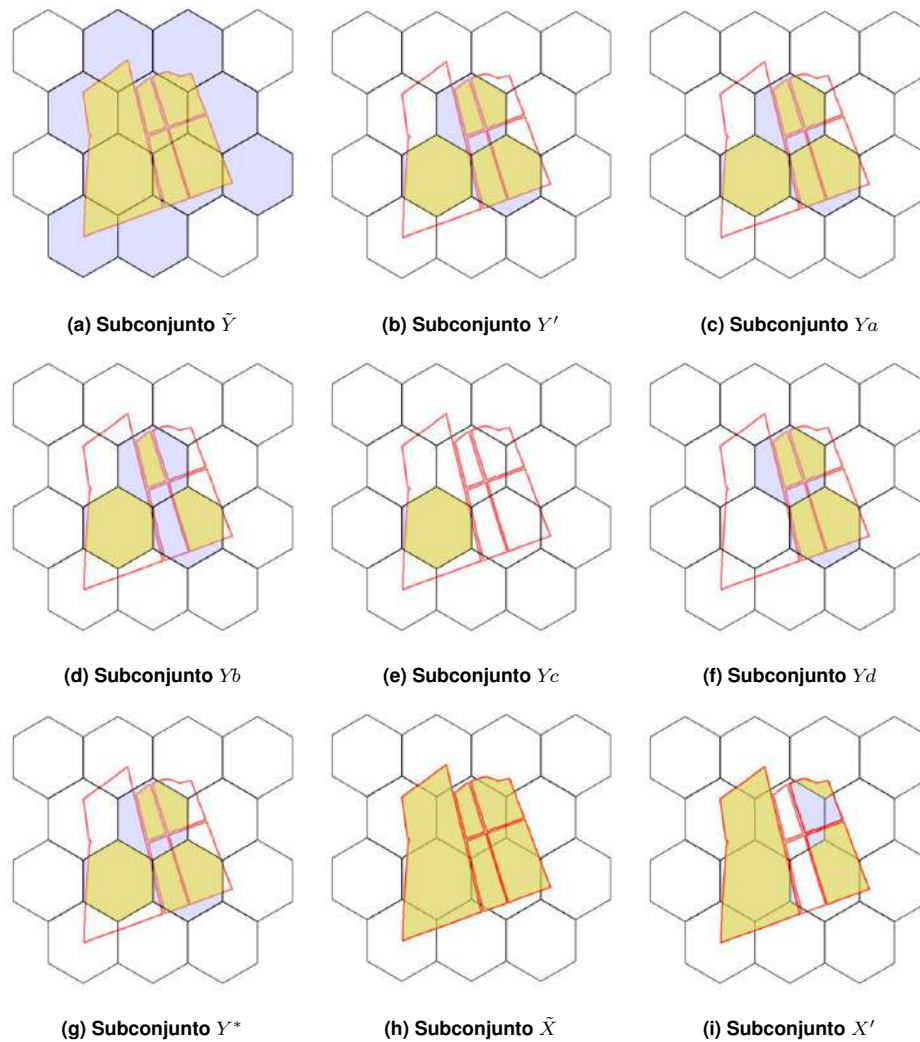 (a) Subconjunto Ỹ
(b) Subconjunto Y′
(c) Subconjunto Ya
(d) Subconjunto Yb
(e) Subconjunto Yc
(f) Subconjunto Yd
(g) Subconjunto Y*
(h) Subconjunto X̃
(i) Subconjunto X′